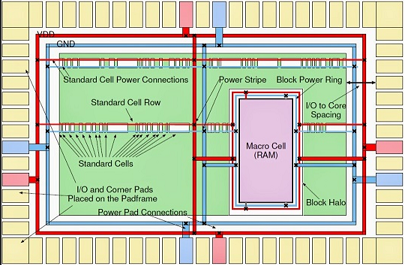 VDD
GND
Standard Cell Power Connections
Power Stripe
Block Power Ring
Standard Cell Row
I/O to Core
Spacing
Macro Cell
(RAM)
Standard Cells
I/O and Corner Pads
Placed on the Padframe
Block Halo
Power Pad Connections